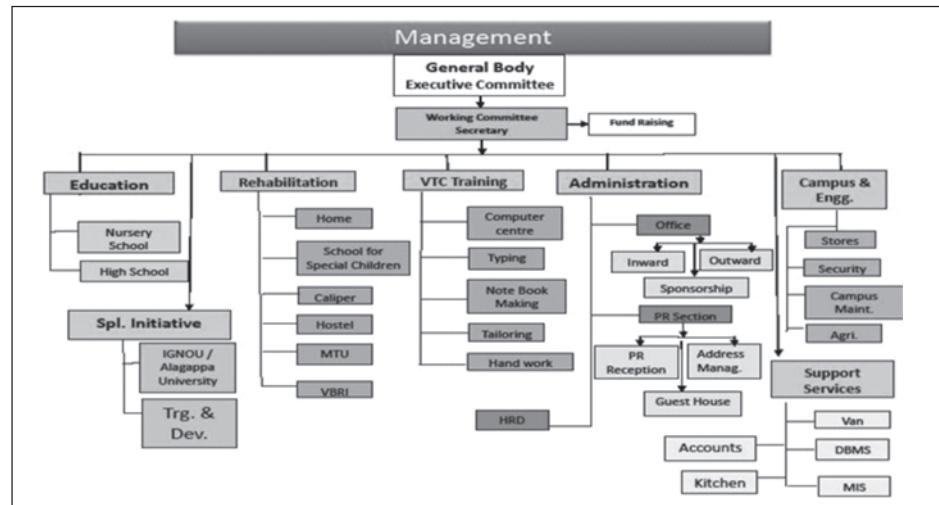 Management
General Body
Executive Committee
Working Committee
Secretary
Fund Raising
Education
Nursery
School
High School
Spl. Initiative
IGNOU /
Alagappa
University
Trg. &
Dev.
Rehabilitation
Home
School for
Special Children
Caliper
Hostel
MTU
VBRI
VTC Training
Computer
centre
Typing
Note Book
Making
Tailoring
Hand work
Administration
Office
Inward
Outward
Sponsorship
PR Section
PR
Reception
Address
Manag.
Guest House
HRD
Campus &
Engg.
Stores
Security
Campus
Maint.
Agri.
Support
Services
Van
Accounts
DBMS
Kitchen
MIS